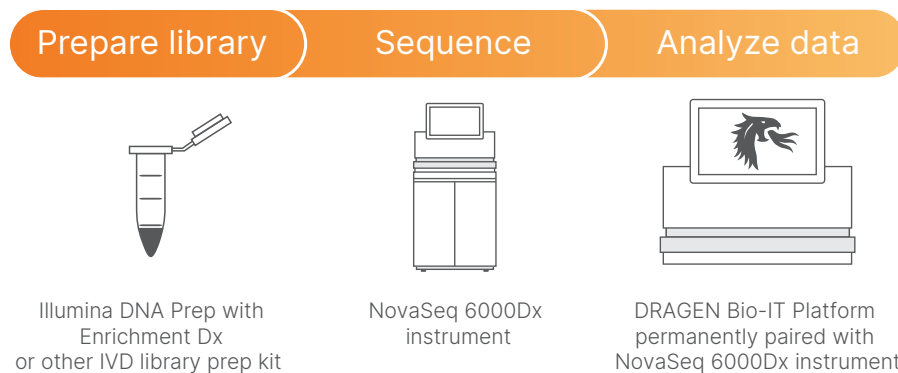 Prepare library
Sequence
Analyze data
Illumina DNA Prep with
Enrichment Dx
or other IVD library prep kit
NovaSeq 6000Dx
instrument
DRAGEN Bio-IT Platform
permanently paired with
NovaSeq 6000Dx instrument